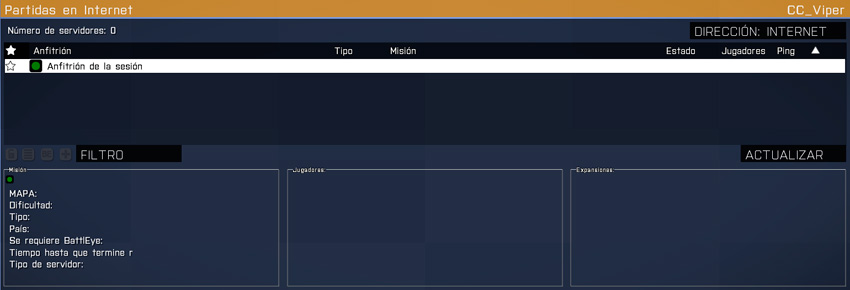 Partidas en Internet CC_Viper
Número de servidores: 0 DIRECCIÓN: INTERNET
Anfitrión Tipo Misión Estado Jugadores Ping
Anfitrión de la sesión
FILTRO ACTUALIZAR
Misión Jugadores: Expansiones:
MAPA:
Dificultad:
Tipo:
País:
Se requiere BattlEye:
Tiempo hasta que termine r
Tipo de servidor: